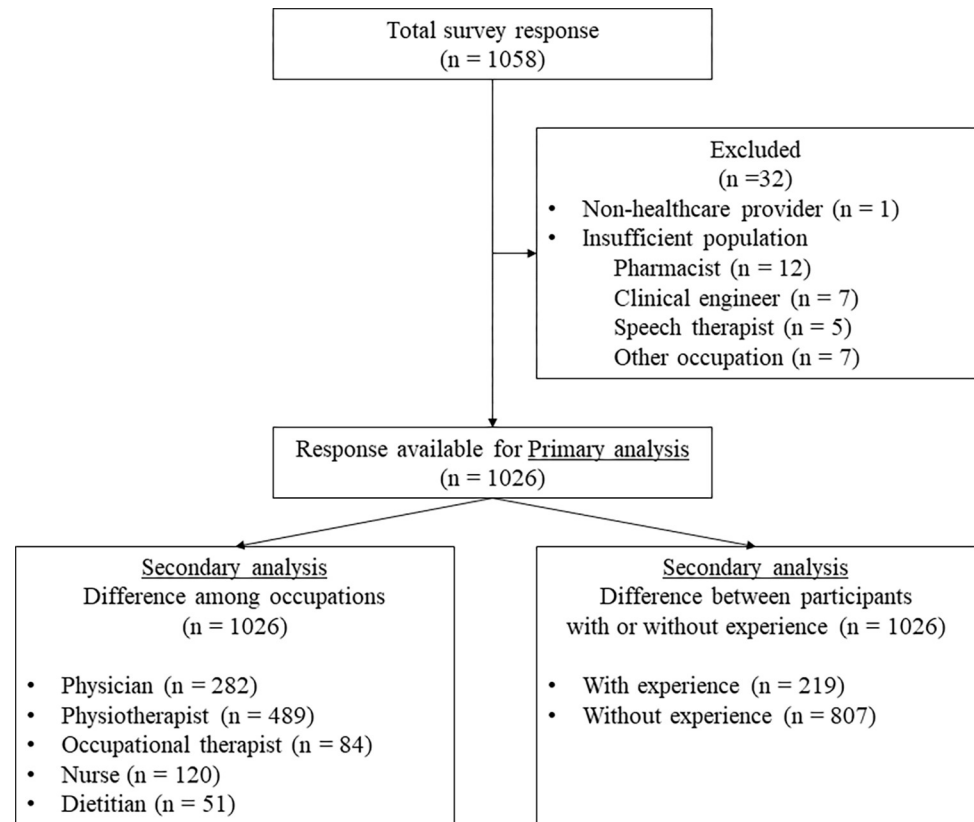 Total survey response
(n = 1058)
Excluded
(n =32)
• Non-healthcare provider (n = 1)
• Insufficient population
Pharmacist (n = 12)
Clinical engineer (n = 7)
Speech therapist (n = 5)
Other occupation (n = 7)
Response available for Primary analysis
(n = 1026)
Secondary analysis
Difference among occupations
(n = 1026)
• Physician (n = 282)
• Physiotherapist (n = 489)
• Occupational therapist (n = 84)
• Nurse (n = 120)
• Dietitian (n = 51)
Secondary analysis
Difference between participants
with or without experience (n = 1026)
• With experience (n = 219)
• Without experience (n = 807)